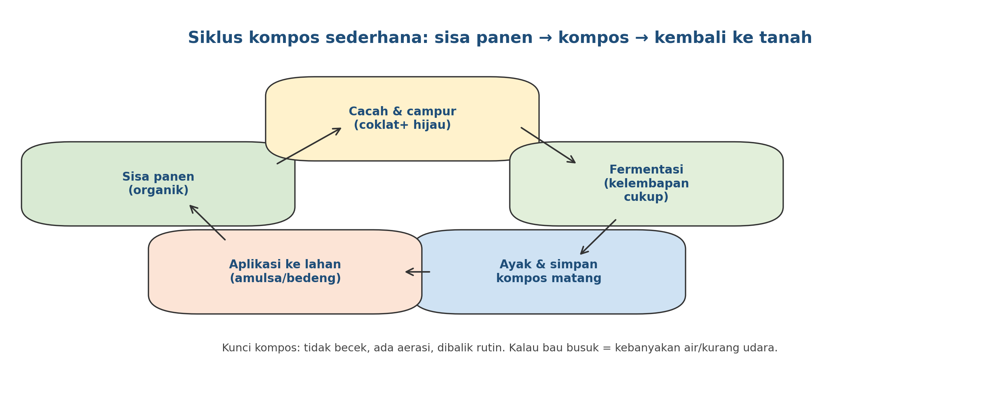 Siklus kompos sederhana: sisa panen → kompos → kembali ke tanah
Cacah & campur
(coklat+ hijau)
Sisa panen
(organik)
Fermentasi
(kelembapan
cukup)
Aplikasi ke lahan
(amulsa/bedeng)
Ayak & simpan
kompos matang
Kunci kompos: tidak becek, ada aerasi, dibalik rutin. Kalau bau busuk = kebanyakan air/kurang udara.